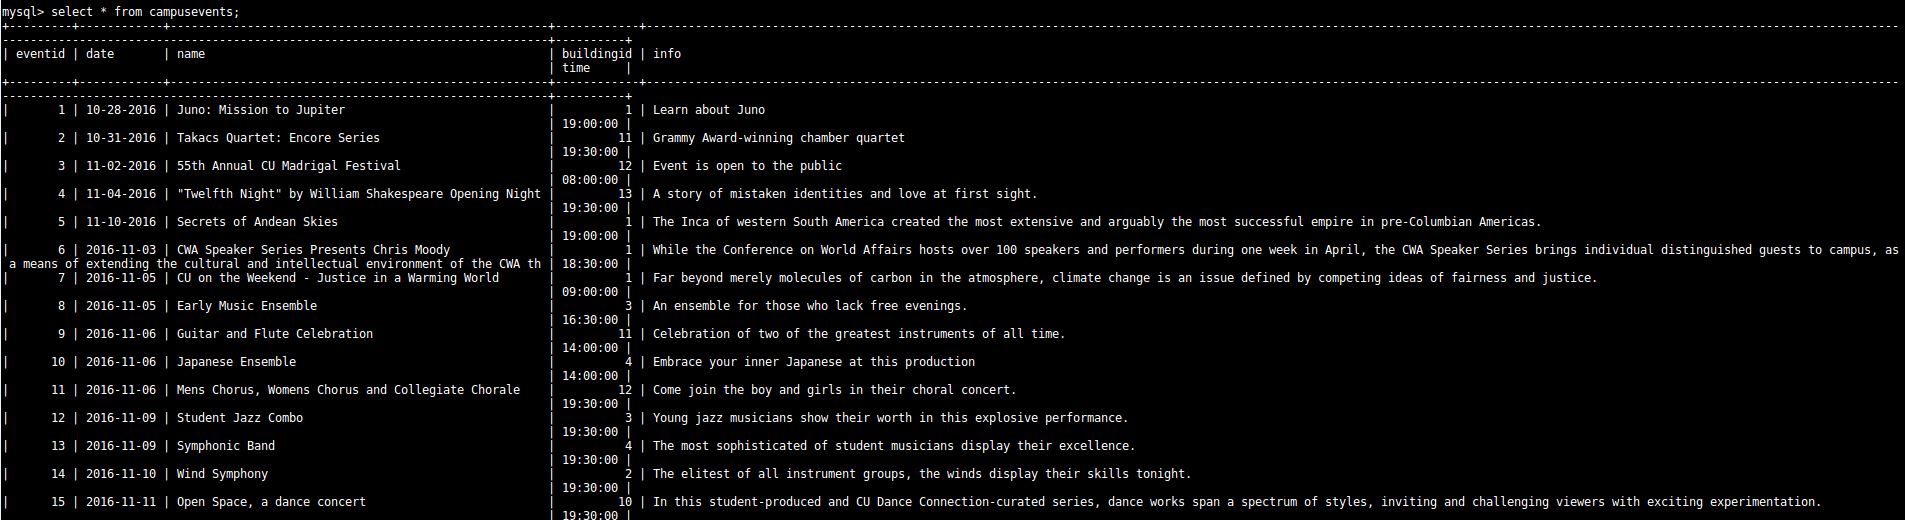 mysql> select * from campusevents;
+---------+------------+------------------------------------------------------+------------+-----------------------------------------------------------------------------------------------------------------------------------------------------------------------------------
-----------------------------------------------------------------------------+----------+
| eventid | date       | name                                                 | buildingid | info
                                                                             | time     |
+---------+------------+------------------------------------------------------+------------+-----------------------------------------------------------------------------------------------------------------------------------------------------------------------------------
-----------------------------------------------------------------------------+----------+
|       1 | 10-28-2016 | Juno: Mission to Jupiter                             |          1 | Learn about Juno
                                                                             | 19:00:00 |
|       2 | 10-31-2016 | Takacs Quartet: Encore Series                        |         11 | Grammy Award-winning chamber quartet
                                                                             | 19:30:00 |
|       3 | 11-02-2016 | 55th Annual CU Madrigal Festival                     |         12 | Event is open to the public
                                                                             | 08:00:00 |
|       4 | 11-04-2016 | "Twelfth Night" by William Shakespeare Opening Night |         13 | A story of mistaken identities and love at first sight.
                                                                             | 19:30:00 |
|       5 | 11-10-2016 | Secrets of Andean Skies                              |          1 | The Inca of western South America created the most extensive and arguably the most successful empire in pre-Columbian Americas.
                                                                             | 19:00:00 |
|       6 | 2016-11-03 | CWA Speaker Series Presents Chris Moody              |          1 | While the Conference on World Affairs hosts over 100 speakers and performers during one week in April, the CWA Speaker Series brings individual distinguished guests to campus, as
 a means of extending the cultural and intellectual environment of the CWA th | 18:30:00 |
|       7 | 2016-11-05 | CU on the Weekend - Justice in a Warming World       |          1 | Far beyond merely molecules of carbon in the atmosphere, climate change is an issue defined by competing ideas of fairness and justice.
                                                                             | 09:00:00 |
|       8 | 2016-11-05 | Early Music Ensemble                                 |          3 | An ensemble for those who lack free evenings.
                                                                             | 16:30:00 |
|       9 | 2016-11-06 | Guitar and Flute Celebration                         |         11 | Celebration of two of the greatest instruments of all time.
                                                                             | 14:00:00 |
|      10 | 2016-11-06 | Japanese Ensemble                                    |          4 | Embrace your inner Japanese at this production
                                                                             | 14:00:00 |
|      11 | 2016-11-06 | Mens Chorus, Womens Chorus and Collegiate Chorale    |         12 | Come join the boy and girls in their choral concert.
                                                                             | 19:30:00 |
|      12 | 2016-11-09 | Student Jazz Combo                                   |          3 | Young jazz musicians show their worth in this explosive performance.
                                                                             | 19:30:00 |
|      13 | 2016-11-09 | Symphonic Band                                       |          4 | The most sophisticated of student musicians display their excellence.
                                                                             | 19:30:00 |
|      14 | 2016-11-10 | Wind Symphony                                        |          2 | The elitest of all instrument groups, the winds display their skills tonight.
                                                                             | 19:30:00 |
|      15 | 2016-11-11 | Open Space, a dance concert                          |         10 | In this student-produced and CU Dance Connection-curated series, dance works span a spectrum of styles, inviting and challenging viewers with exciting experimentation.
                                                                             | 19:30:00 |